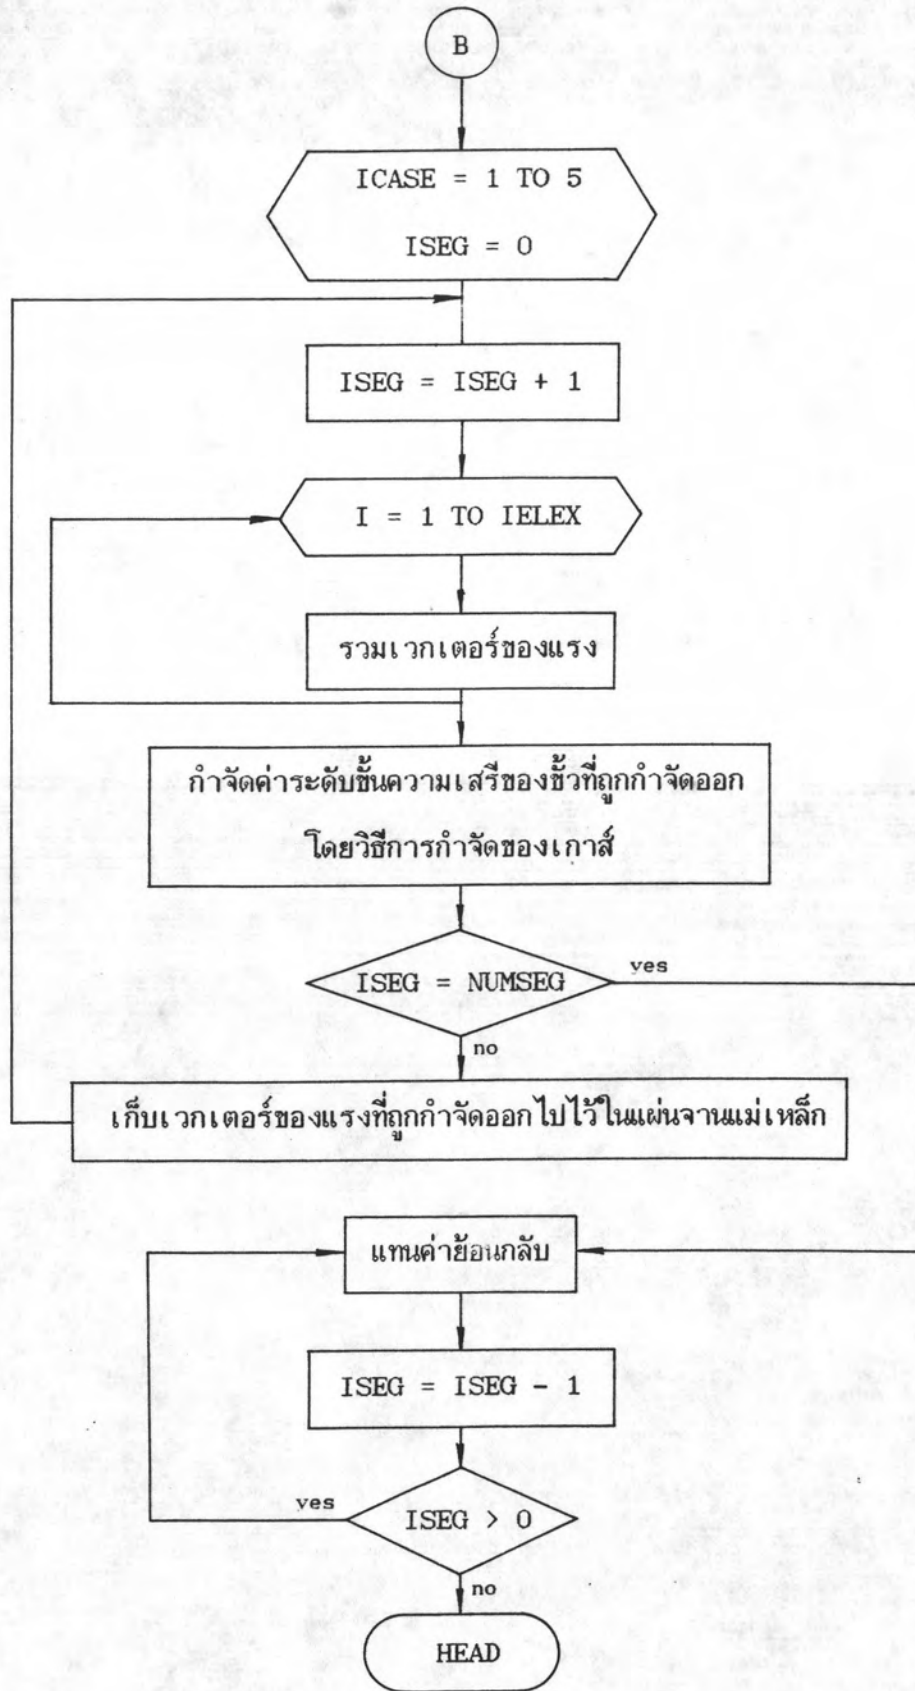 B
ICASE = 1 TO 5
ISEG = 0
ISEG = ISEG + 1
I = 1 TO IELEX
รวมเวกเตอร์ของแรง
กำจัดค่าระดับขั้นความเสรีของขั้วที่ถูกกำจัดออก
โดยวิธีการกำจัดของเกาส์
ISEG = NUMSEG
yes
no
เก็บเวกเตอร์ของแรงที่ถูกกำจัดออกไปไว้ในแผ่นจานแม่เหล็ก
แทนค่าย้อนกลับ
ISEG = ISEG - 1
yes
ISEG > 0
no
HEAD